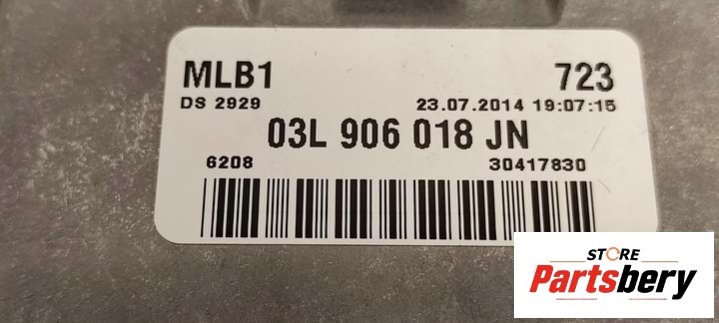 MLB1 723
DS 2929 23.07.2014 19:07:15
03L 906 018 JN
6208 30417830
STORE
Partsbery